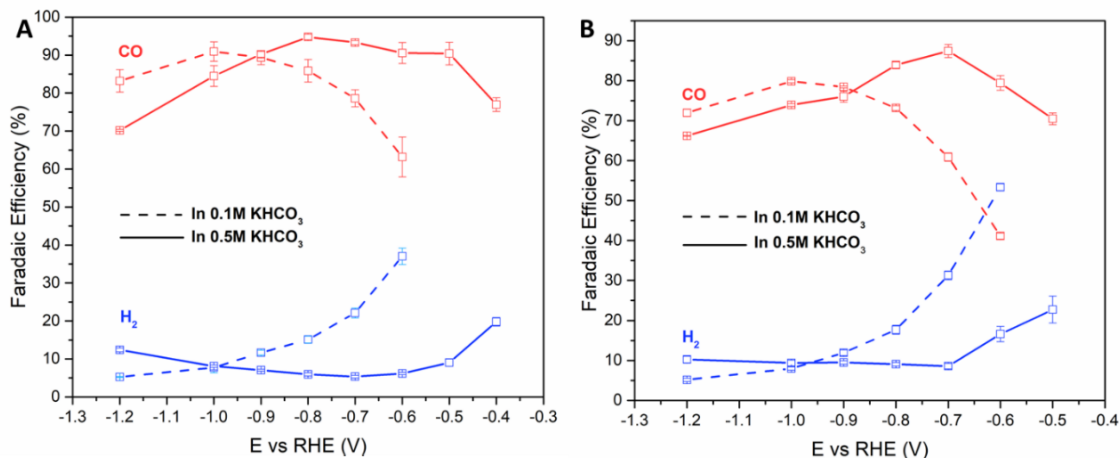 A
CO
In 0.1M KHCO3
In 0.5M KHCO3
H2
Faradaic Efficiency (%)
100
90
80
70
60
50
40
30
20
10
0
-1.3 -1.2 -1.1 -1.0 -0.9 -0.8 -0.7 -0.6 -0.5 -0.4 -0.3
E vs RHE (V)
B
CO
In 0.1M KHCO3
In 0.5M KHCO3
H2
Faradaic Efficiency (%)
100
90
80
70
60
50
40
30
20
10
0
-1.3 -1.2 -1.1 -1.0 -0.9 -0.8 -0.7 -0.6 -0.5 -0.4
E vs RHE (V)